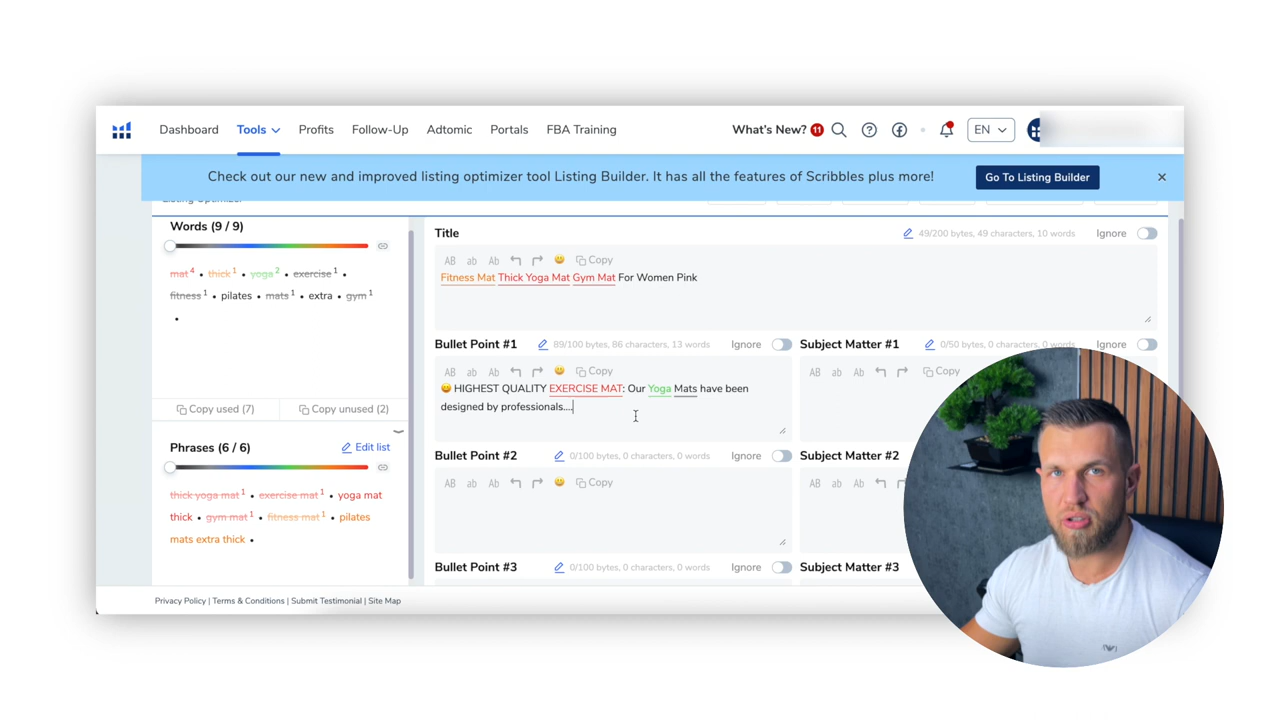 Dashboard Tools Profits Follow-Up Adtomic Portals FBA Training What's New? 11 EN
Check out our new and improved listing optimizer tool Listing Builder. It has all the features of Scribbles plus more! Go To Listing Builder
Listing Optimizer
Words (9 / 9)
mat 4 • thick 1 • yoga 2 • exercise 1 •
fitness 1 • pilates • mats 1 • extra • gym 1
•
Copy used (7) Copy unused (2)
Phrases (6 / 6) Edit list
thick yoga mat 1 • exercise mat 1 • yoga mat
thick • gym mat 1 • fitness mat 1 • pilates
mats extra thick •
Title 49/200 bytes, 49 characters, 10 words Ignore
AB ab Ab Copy
Fitness Mat Thick Yoga Mat Gym Mat For Women Pink
Bullet Point #1 89/100 bytes, 86 characters, 13 words Ignore
AB ab Ab Copy
😀 HIGHEST QUALITY EXERCISE MAT: Our Yoga Mats have been
designed by professionals....
Subject Matter #1 0/50 bytes, 0 characters, 0 words Ignore
AB ab Ab Copy
Bullet Point #2 0/100 bytes, 0 characters, 0 words Ignore
AB ab Ab Copy
Subject Matter #2
AB ab Ab
Bullet Point #3 0/100 bytes, 0 characters, 0 words Ignore
Subject Matter #3
Privacy Policy | Terms & Conditions | Submit Testimonial | Site Map